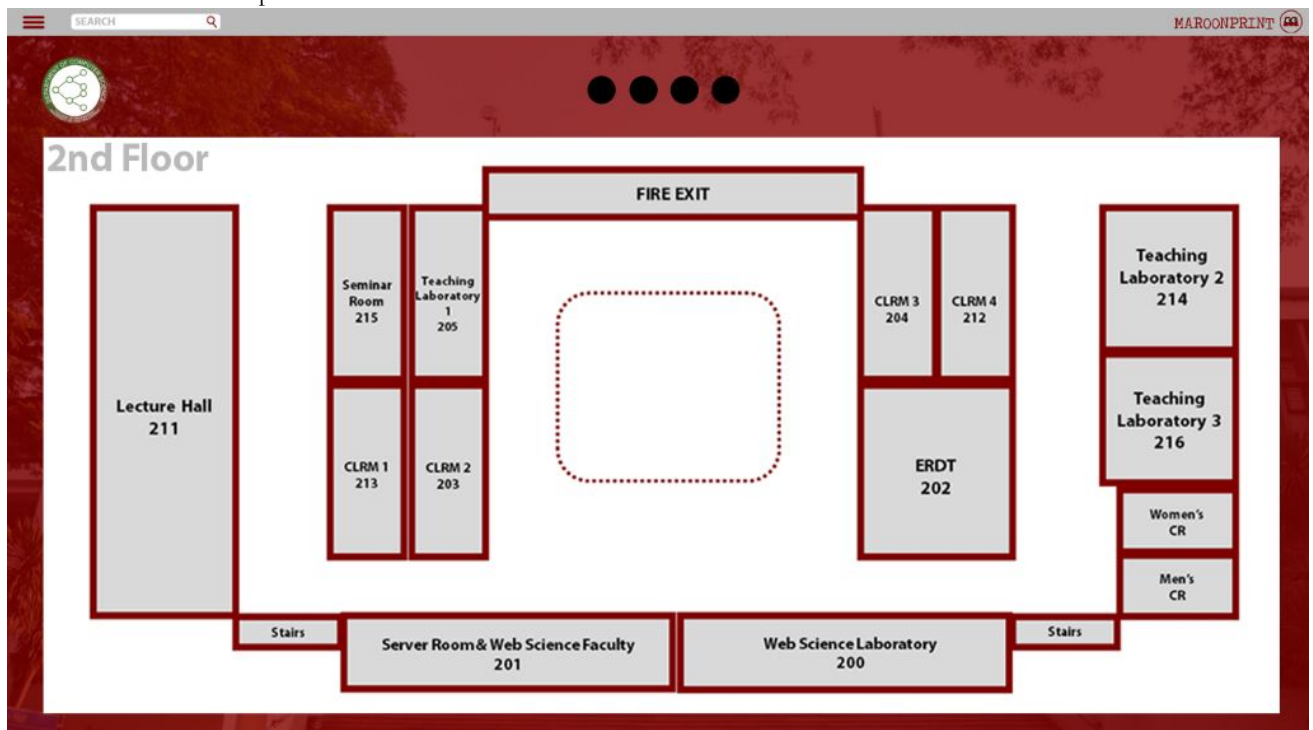 SEARCH
MAROONPRINT
2nd Floor
FIRE EXIT
Lecture Hall
211
Seminar
Room
215
Teaching
Laboratory
1
205
CLRM 3
204
CLRM 4
212
Teaching
Laboratory 2
214
CLRM 1
213
CLRM 2
203
ERDT
202
Teaching
Laboratory 3
216
Women's
CR
Men's
CR
Stairs
Server Room & Web Science Faculty
201
Web Science Laboratory
200
Stairs